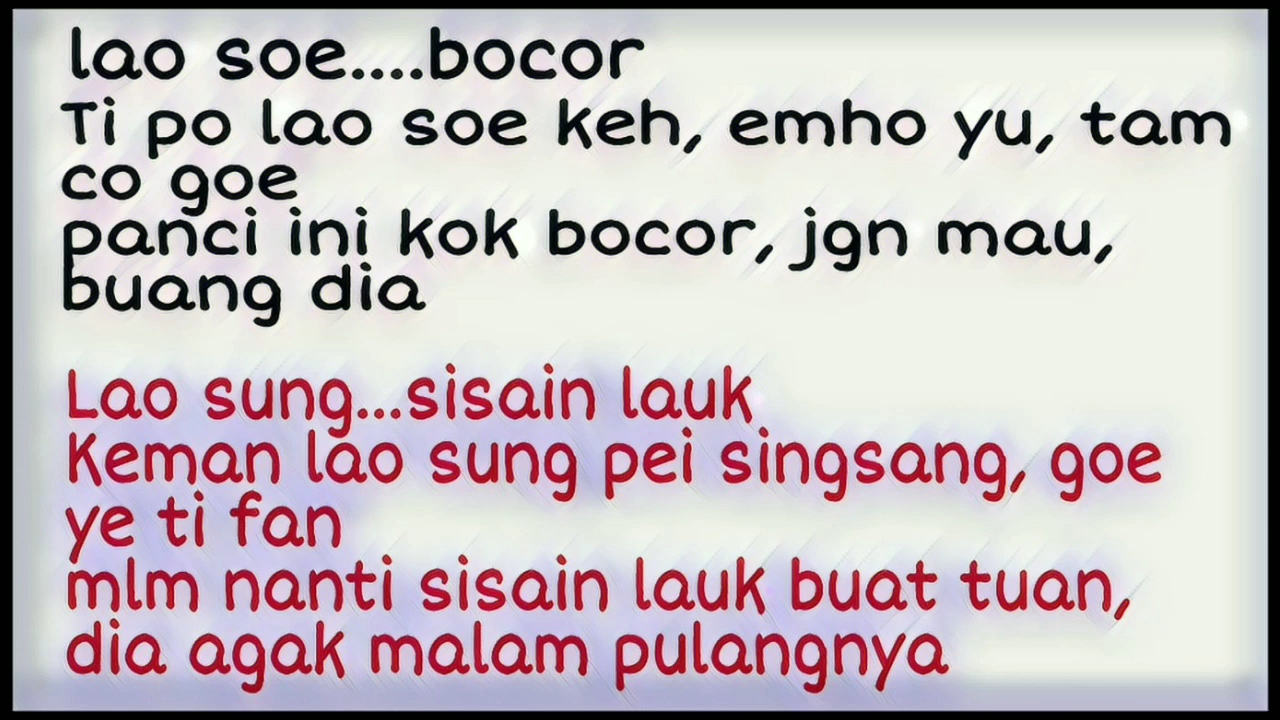 lao soe....bocor
Ti po lao soe keh, emho yu, tam
co goe
panci ini kok bocor, jgn mau,
buang dia
Lao sung...sisain lauk
Keman lao sung pei singsang, goe
ye ti fan
mlm nanti sisain lauk buat tuan,
dia agak malam pulangnya